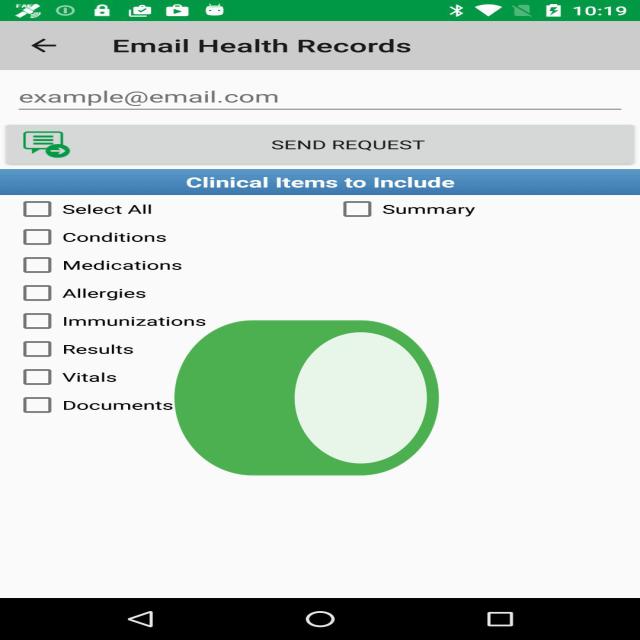 10:19
Email Health Records
example@email.com
SEND REQUEST
Clinical Items to Include
Select All
Summary
Conditions
Medications
Allergies
Immunizations
Results
Vitals
Documents